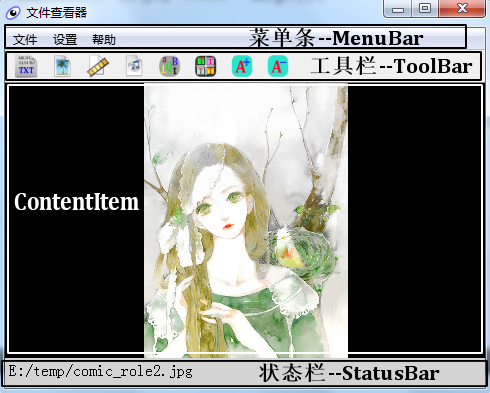 文件查看器
文件 设置 帮助 菜单条--MenuBar
TXT 工具栏--ToolBar
ContentItem
E:/temp/comic_role2.jpg 状态栏--StatusBar